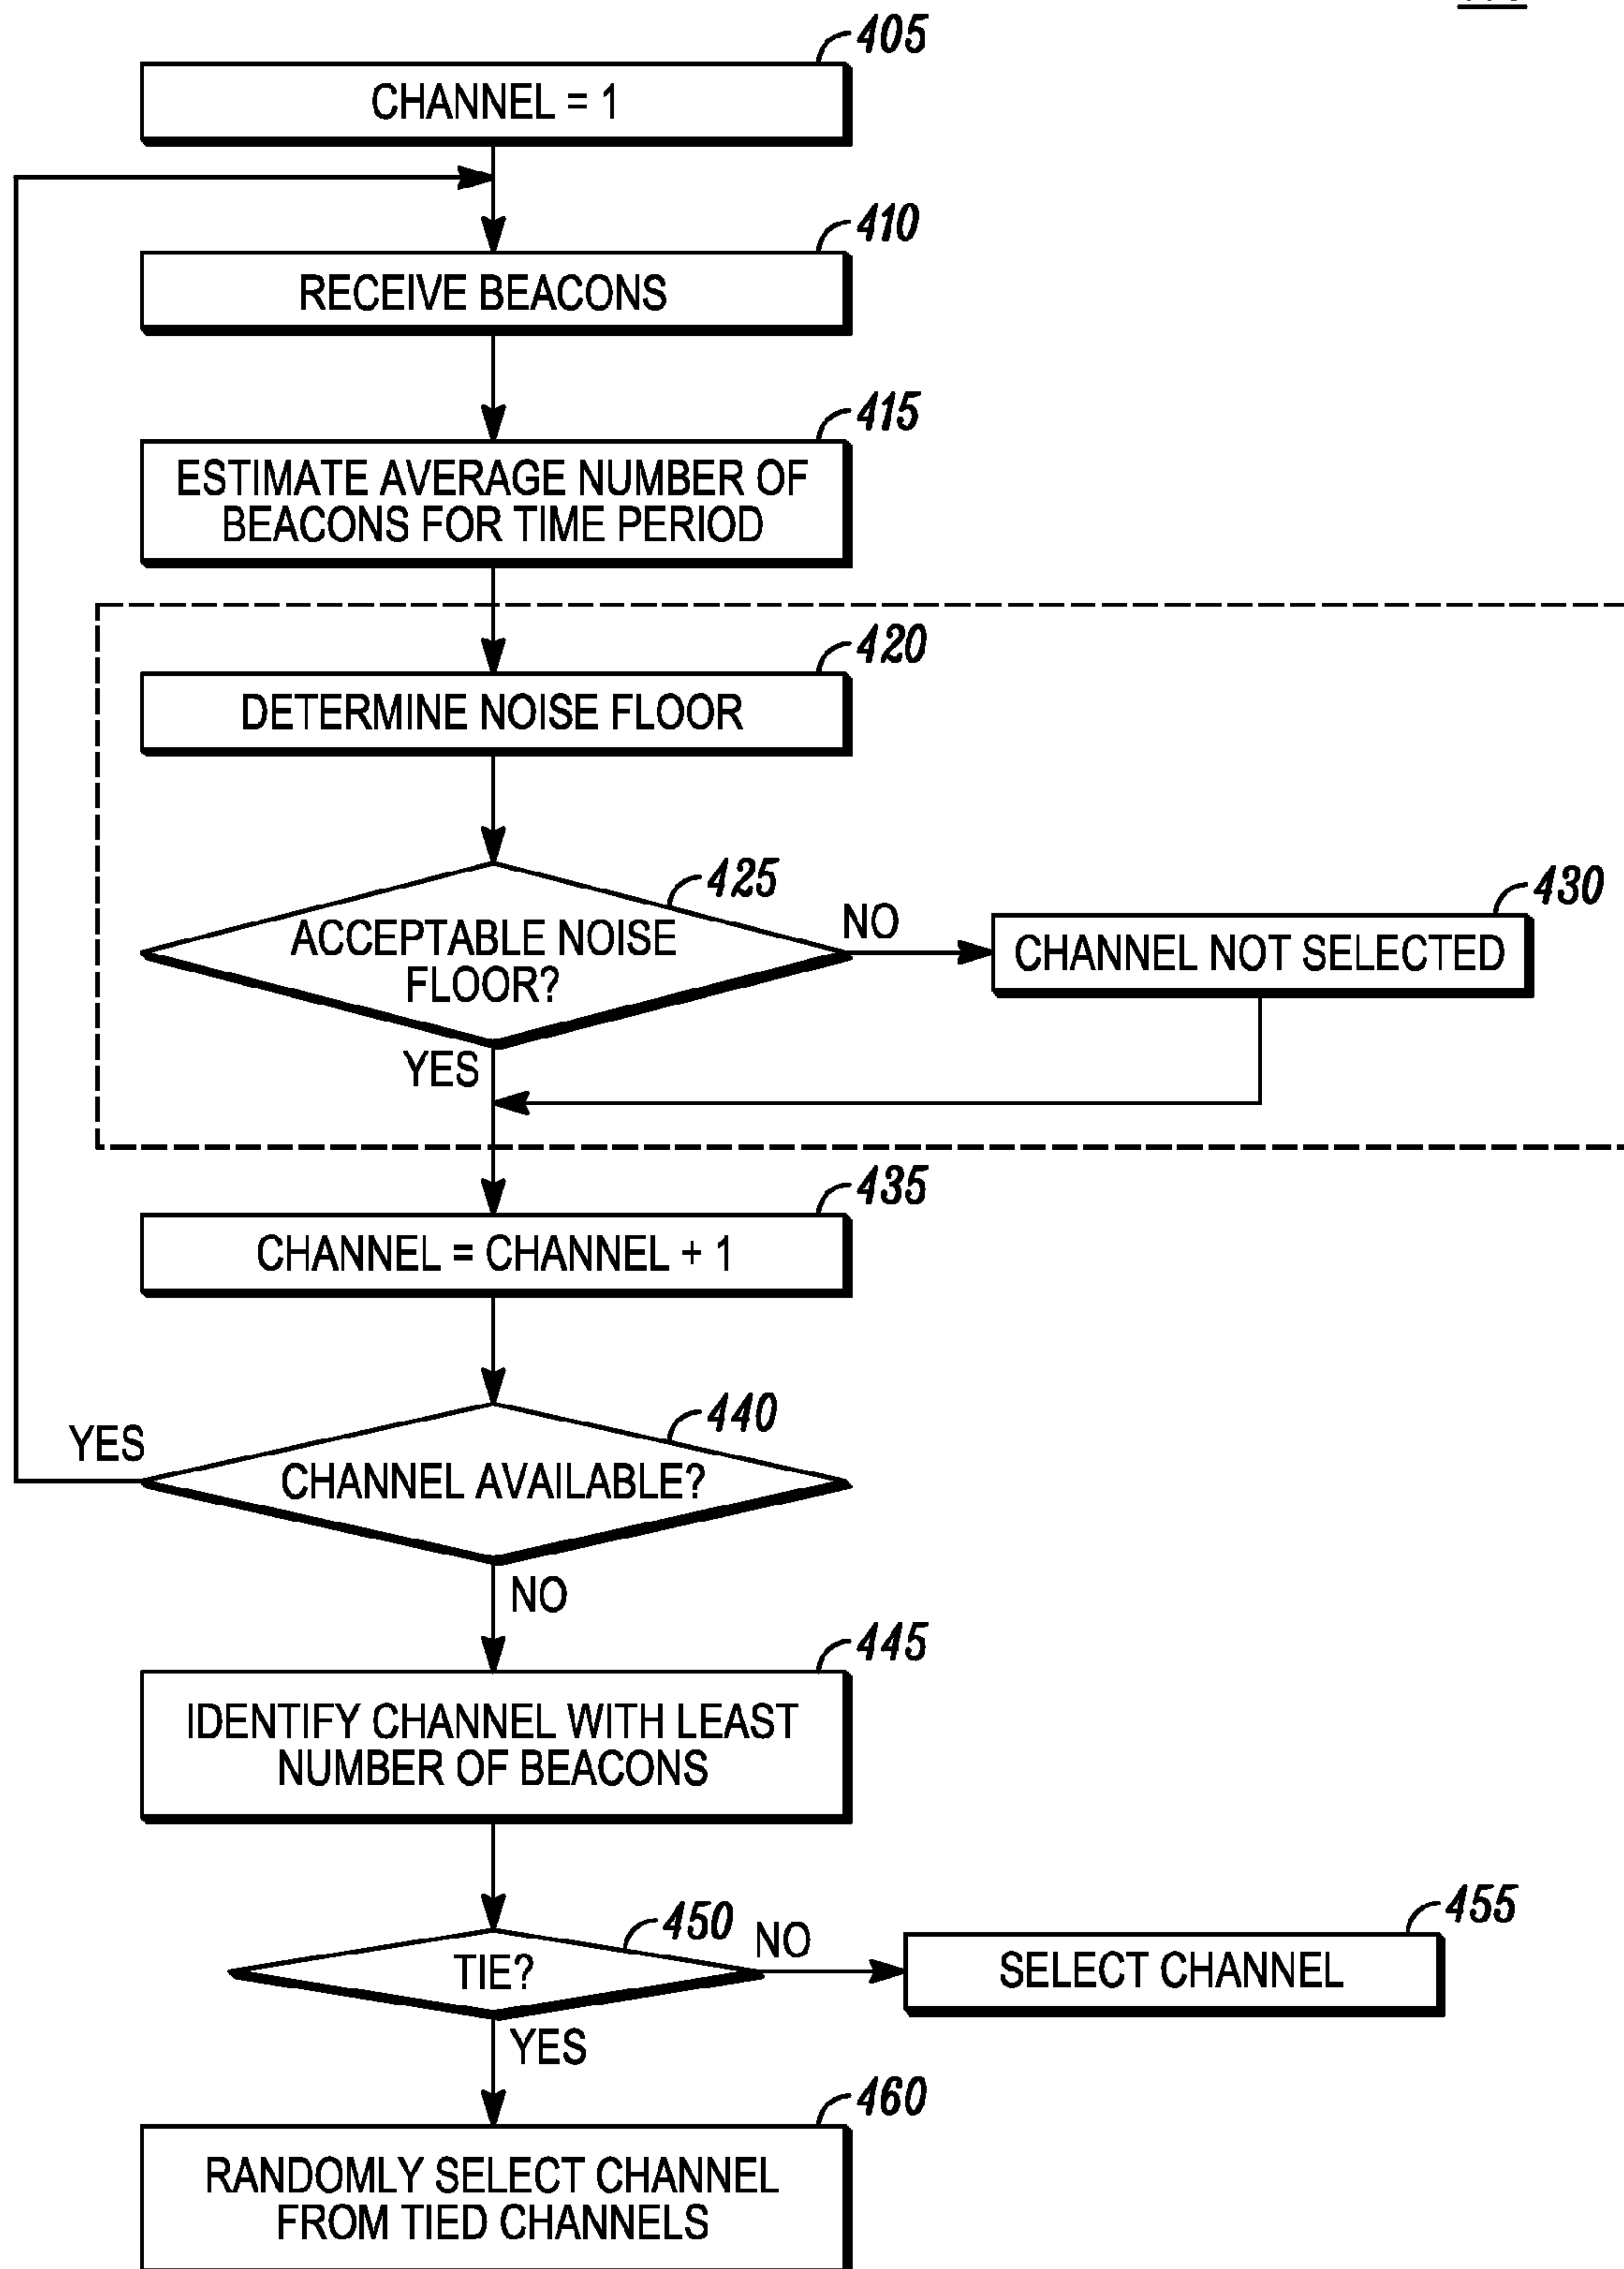 405
CHANNEL = 1
410
RECEIVE BEACONS
415
ESTIMATE AVERAGE NUMBER OF
BEACONS FOR TIME PERIOD
420
DETERMINE NOISE FLOOR
425
ACCEPTABLE NOISE
FLOOR?
NO
430
CHANNEL NOT SELECTED
YES
435
CHANNEL = CHANNEL + 1
440
YES
CHANNEL AVAILABLE?
NO
445
IDENTIFY CHANNEL WITH LEAST
NUMBER OF BEACONS
450
TIE?
NO
455
SELECT CHANNEL
YES
460
RANDOMLY SELECT CHANNEL
FROM TIED CHANNELS